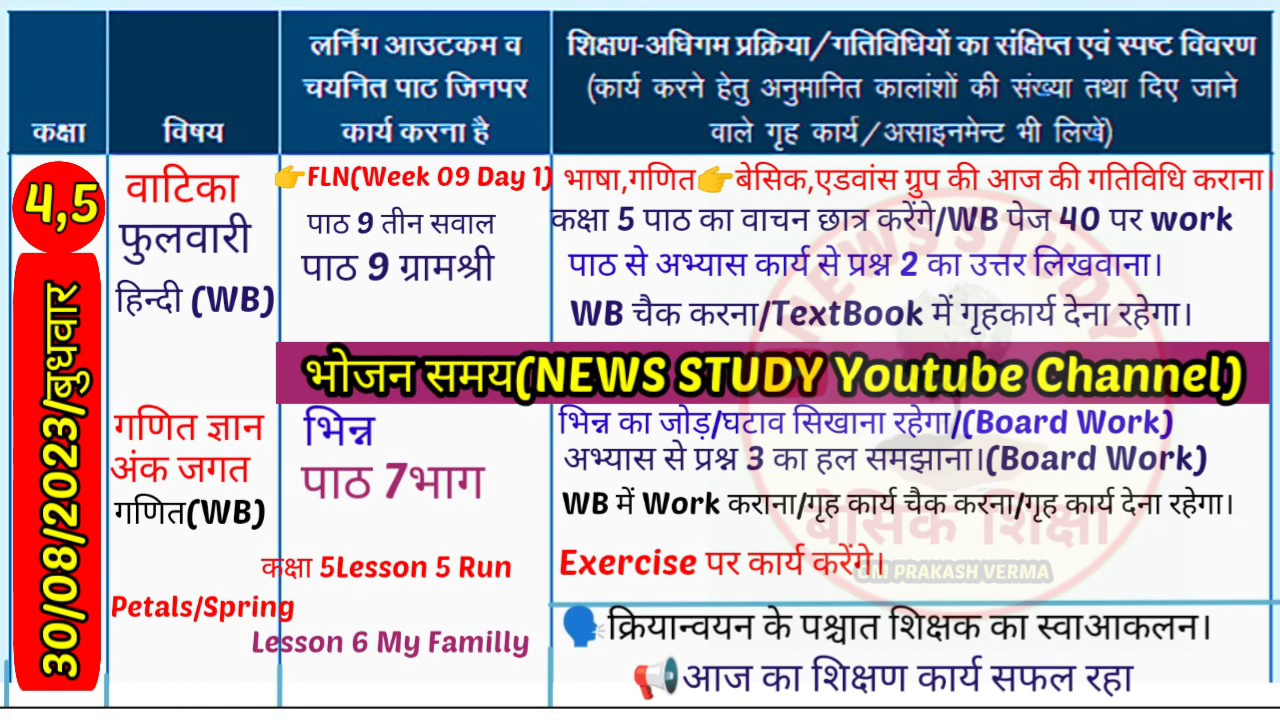 कक्षा
विषय
लर्निंग आउटकम व
चयनित पाठ जिनपर
कार्य करना है
शिक्षण-अधिगम प्रक्रिया/गतिविधियों का संक्षिप्त एवं स्पष्ट विवरण
(कार्य करने हेतु अनुमानित कालांशों की संख्या तथा दिए जाने
वाले गृह कार्य/असाइनमेन्ट भी लिखें)
4,5
30/08/2023/बुधवार
वाटिका
फुलवारी
हिन्दी (WB)
👉FLN(Week 09 Day 1)
पाठ 9 तीन सवाल
पाठ 9 ग्रामश्री
भाषा,गणित👉बेसिक,एडवांस ग्रुप की आज की गतिविधि कराना।
कक्षा 5 पाठ का वाचन छात्र करेंगे/WB पेज 40 पर work
पाठ से अभ्यास कार्य से प्रश्न 2 का उत्तर लिखवाना।
WB चैक करना/TextBook में गृहकार्य देना रहेगा।
भोजन समय(NEWS STUDY Youtube Channel)
गणित ज्ञान
अंक जगत
गणित(WB)
भिन्न
पाठ 7भाग
भिन्न का जोड़/घटाव सिखाना रहेगा/(Board Work)
अभ्यास से प्रश्न 3 का हल समझाना।(Board Work)
WB में Work कराना/गृह कार्य चैक करना/गृह कार्य देना रहेगा।
कक्षा 5Lesson 5 Run
Petals/Spring
Lesson 6 My Familly
Exercise पर कार्य करेंगे।
🗣क्रियान्वयन के पश्चात शिक्षक का स्वाआकलन।
📢आज का शिक्षण कार्य सफल रहा
NEWS STUDY
बेसिक शिक्षा
OM PRAKASH VERMA